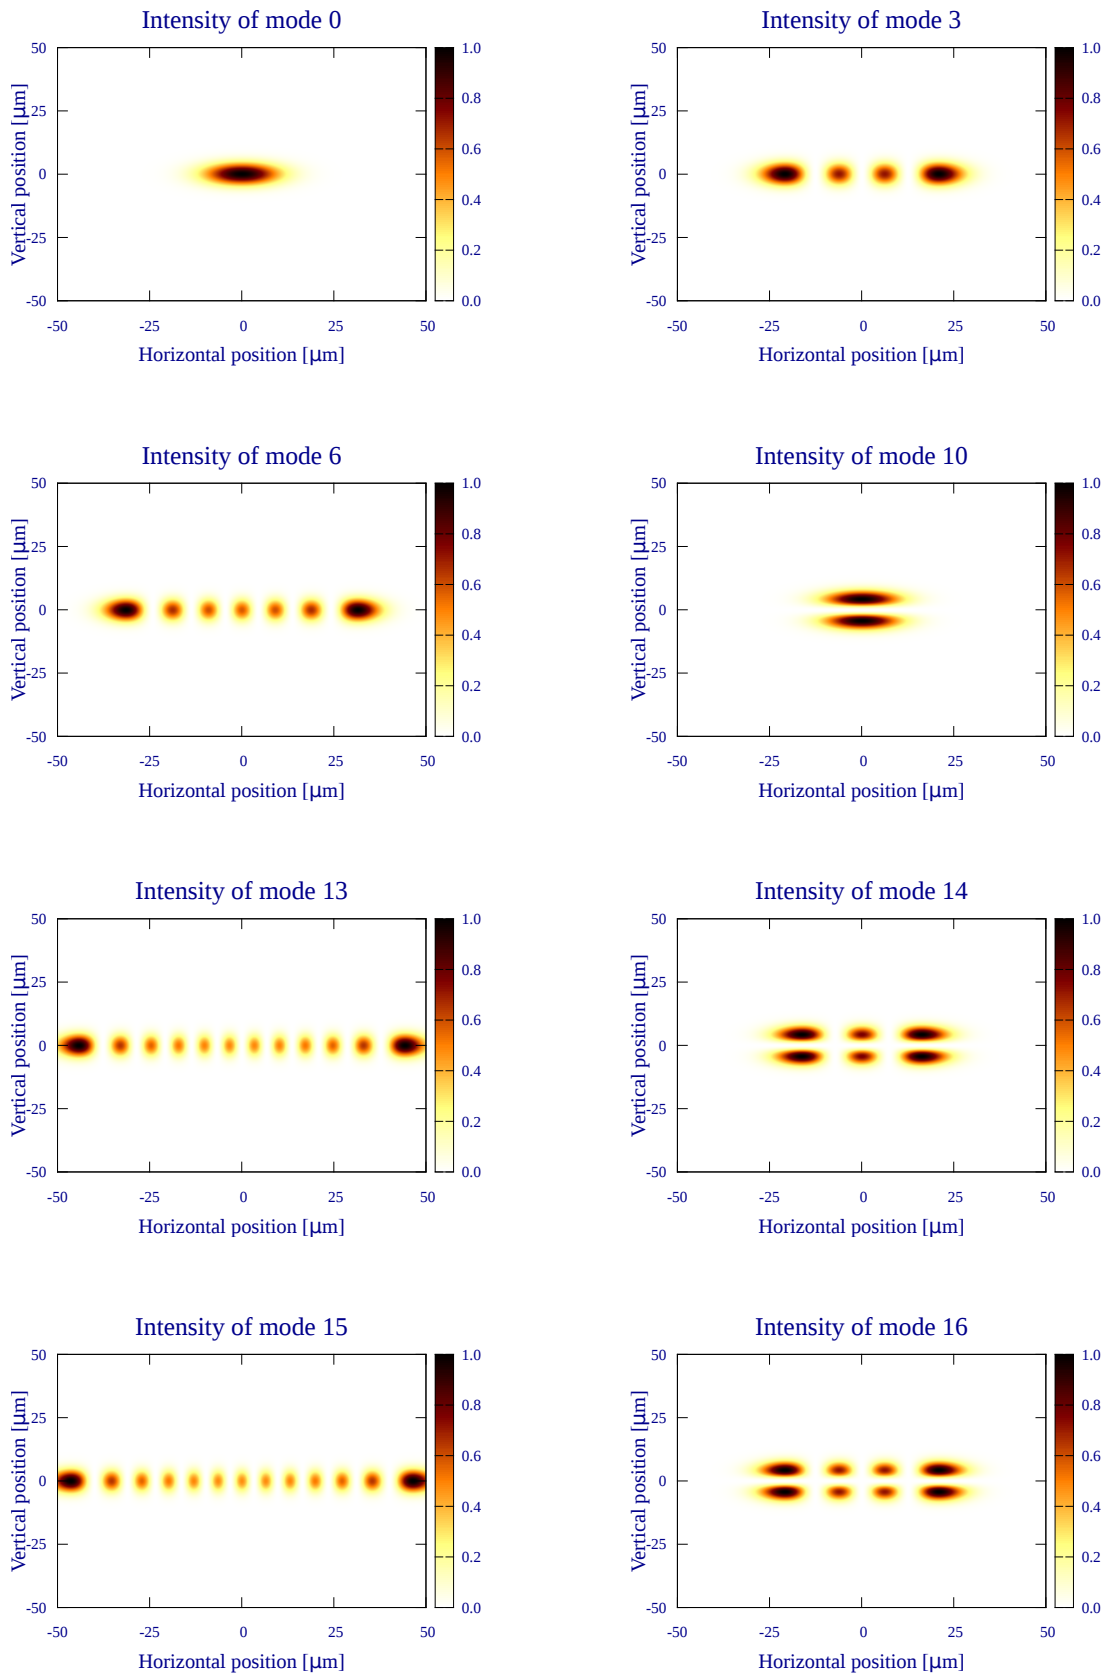 Intensity of mode 0
Vertical position [μm]
50
25
0
-25
-50
-50 -25 0 25 50
Horizontal position [μm]
1.0
0.8
0.6
0.4
0.2
0.0
Intensity of mode 3
Vertical position [μm]
50
25
0
-25
-50
-50 -25 0 25 50
Horizontal position [μm]
1.0
0.8
0.6
0.4
0.2
0.0
Intensity of mode 6
Vertical position [μm]
50
25
0
-25
-50
-50 -25 0 25 50
Horizontal position [μm]
1.0
0.8
0.6
0.4
0.2
0.0
Intensity of mode 10
Vertical position [μm]
50
25
0
-25
-50
-50 -25 0 25 50
Horizontal position [μm]
1.0
0.8
0.6
0.4
0.2
0.0
Intensity of mode 13
Vertical position [μm]
50
25
0
-25
-50
-50 -25 0 25 50
Horizontal position [μm]
1.0
0.8
0.6
0.4
0.2
0.0
Intensity of mode 14
Vertical position [μm]
50
25
0
-25
-50
-50 -25 0 25 50
Horizontal position [μm]
1.0
0.8
0.6
0.4
0.2
0.0
Intensity of mode 15
Vertical position [μm]
50
25
0
-25
-50
-50 -25 0 25 50
Horizontal position [μm]
1.0
0.8
0.6
0.4
0.2
0.0
Intensity of mode 16
Vertical position [μm]
50
25
0
-25
-50
-50 -25 0 25 50
Horizontal position [μm]
1.0
0.8
0.6
0.4
0.2
0.0